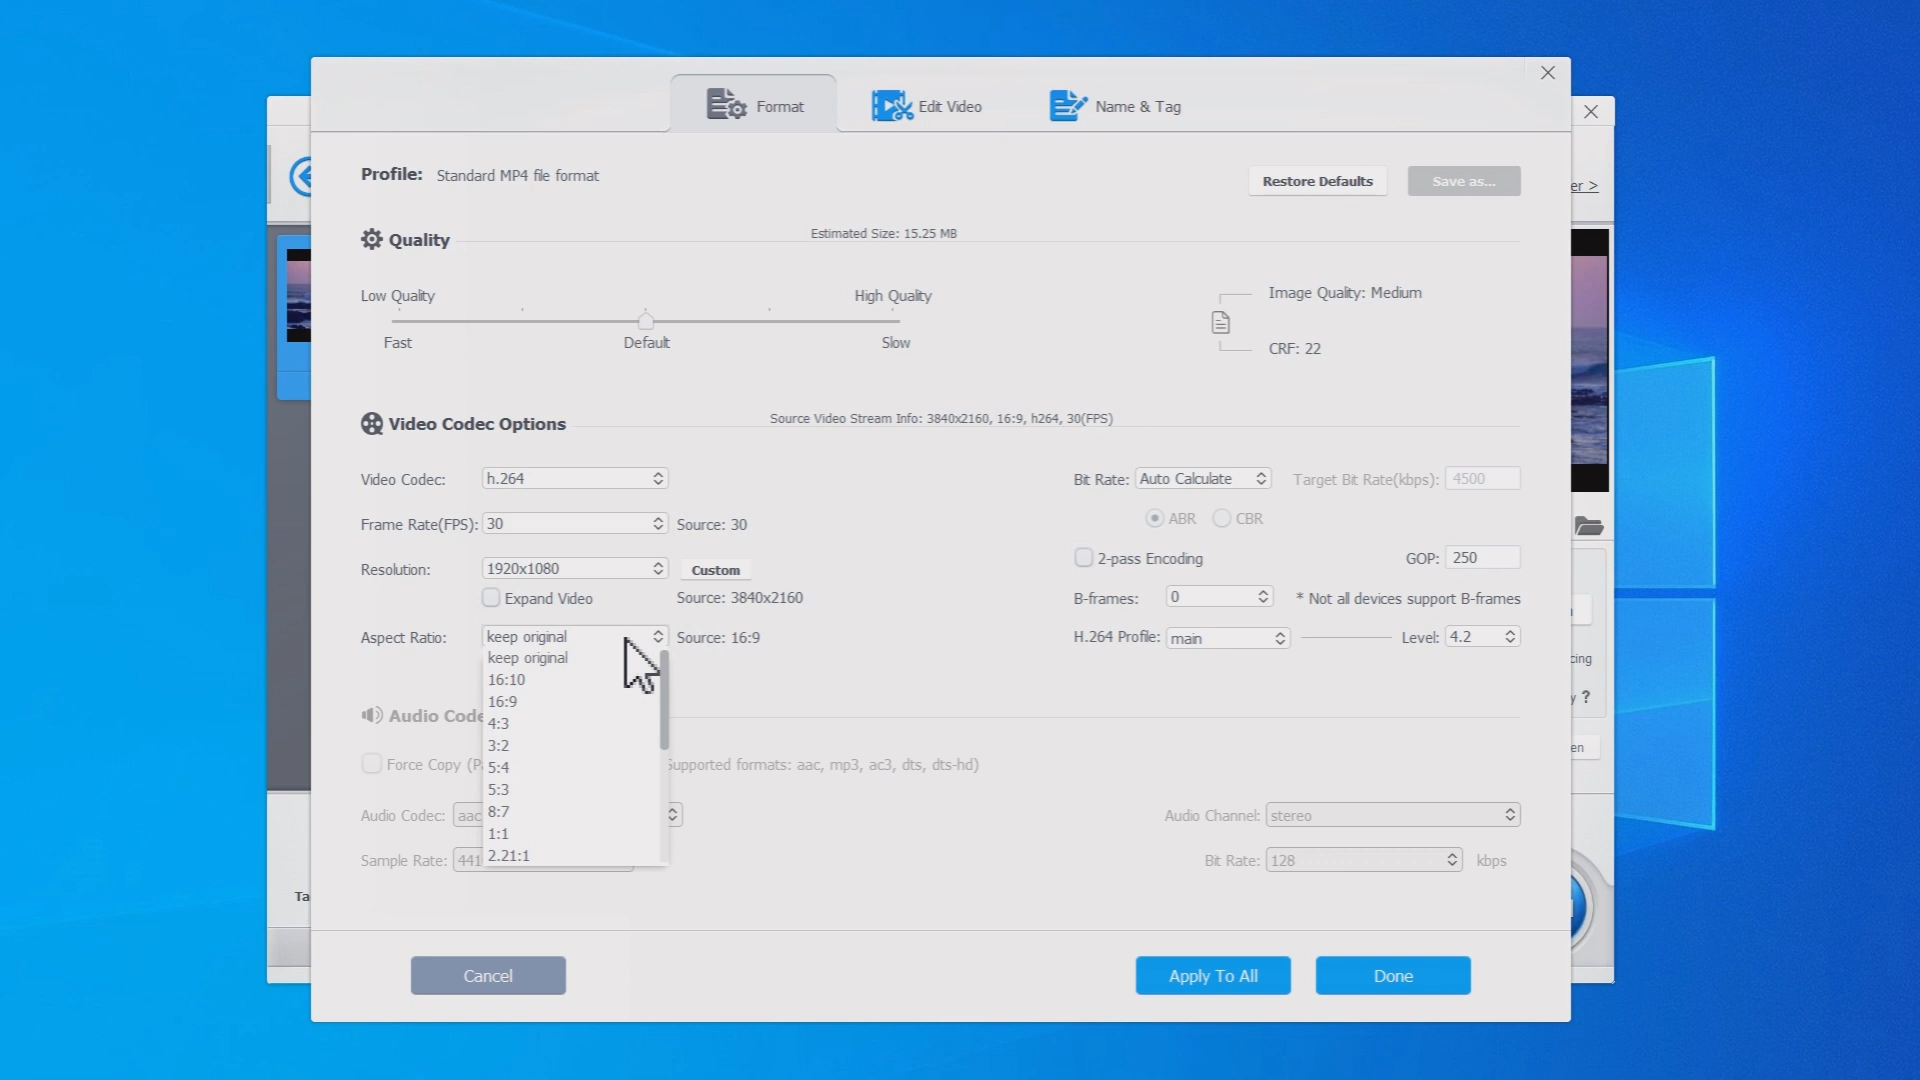 Format
Edit Video
Name & Tag
Profile: Standard MP4 file format
Restore Defaults
Save as...
er >
Quality
Estimated Size: 15.25 MB
Low Quality
High Quality
Image Quality: Medium
Fast
Default
Slow
CRF: 22
Video Codec Options
Source Video Stream Info: 3840x2160, 16:9, h264, 30(FPS)
Video Codec: h.264
Bit Rate: Auto Calculate
Target Bit Rate(kbps): 4500
Frame Rate(FPS): 30
Source: 30
ABR
CBR
Resolution: 1920x1080
Custom
2-pass Encoding
GOP: 250
Expand Video
Source: 3840x2160
B-frames: 0
* Not all devices support B-frames
Aspect Ratio: keep original
Source: 16:9
H.264 Profile: main
Level: 4.2
keep original
16:10
16:9
4:3
3:2
5:4
5:3
8:7
1:1
2.21:1
cing
y ?
en
Audio Code
Force Copy (P
Supported formats: aac, mp3, ac3, dts, dts-hd)
Audio Codec: aac
Audio Channel: stereo
Sample Rate: 441
Bit Rate: 128 kbps
Ta
Cancel
Apply To All
Done